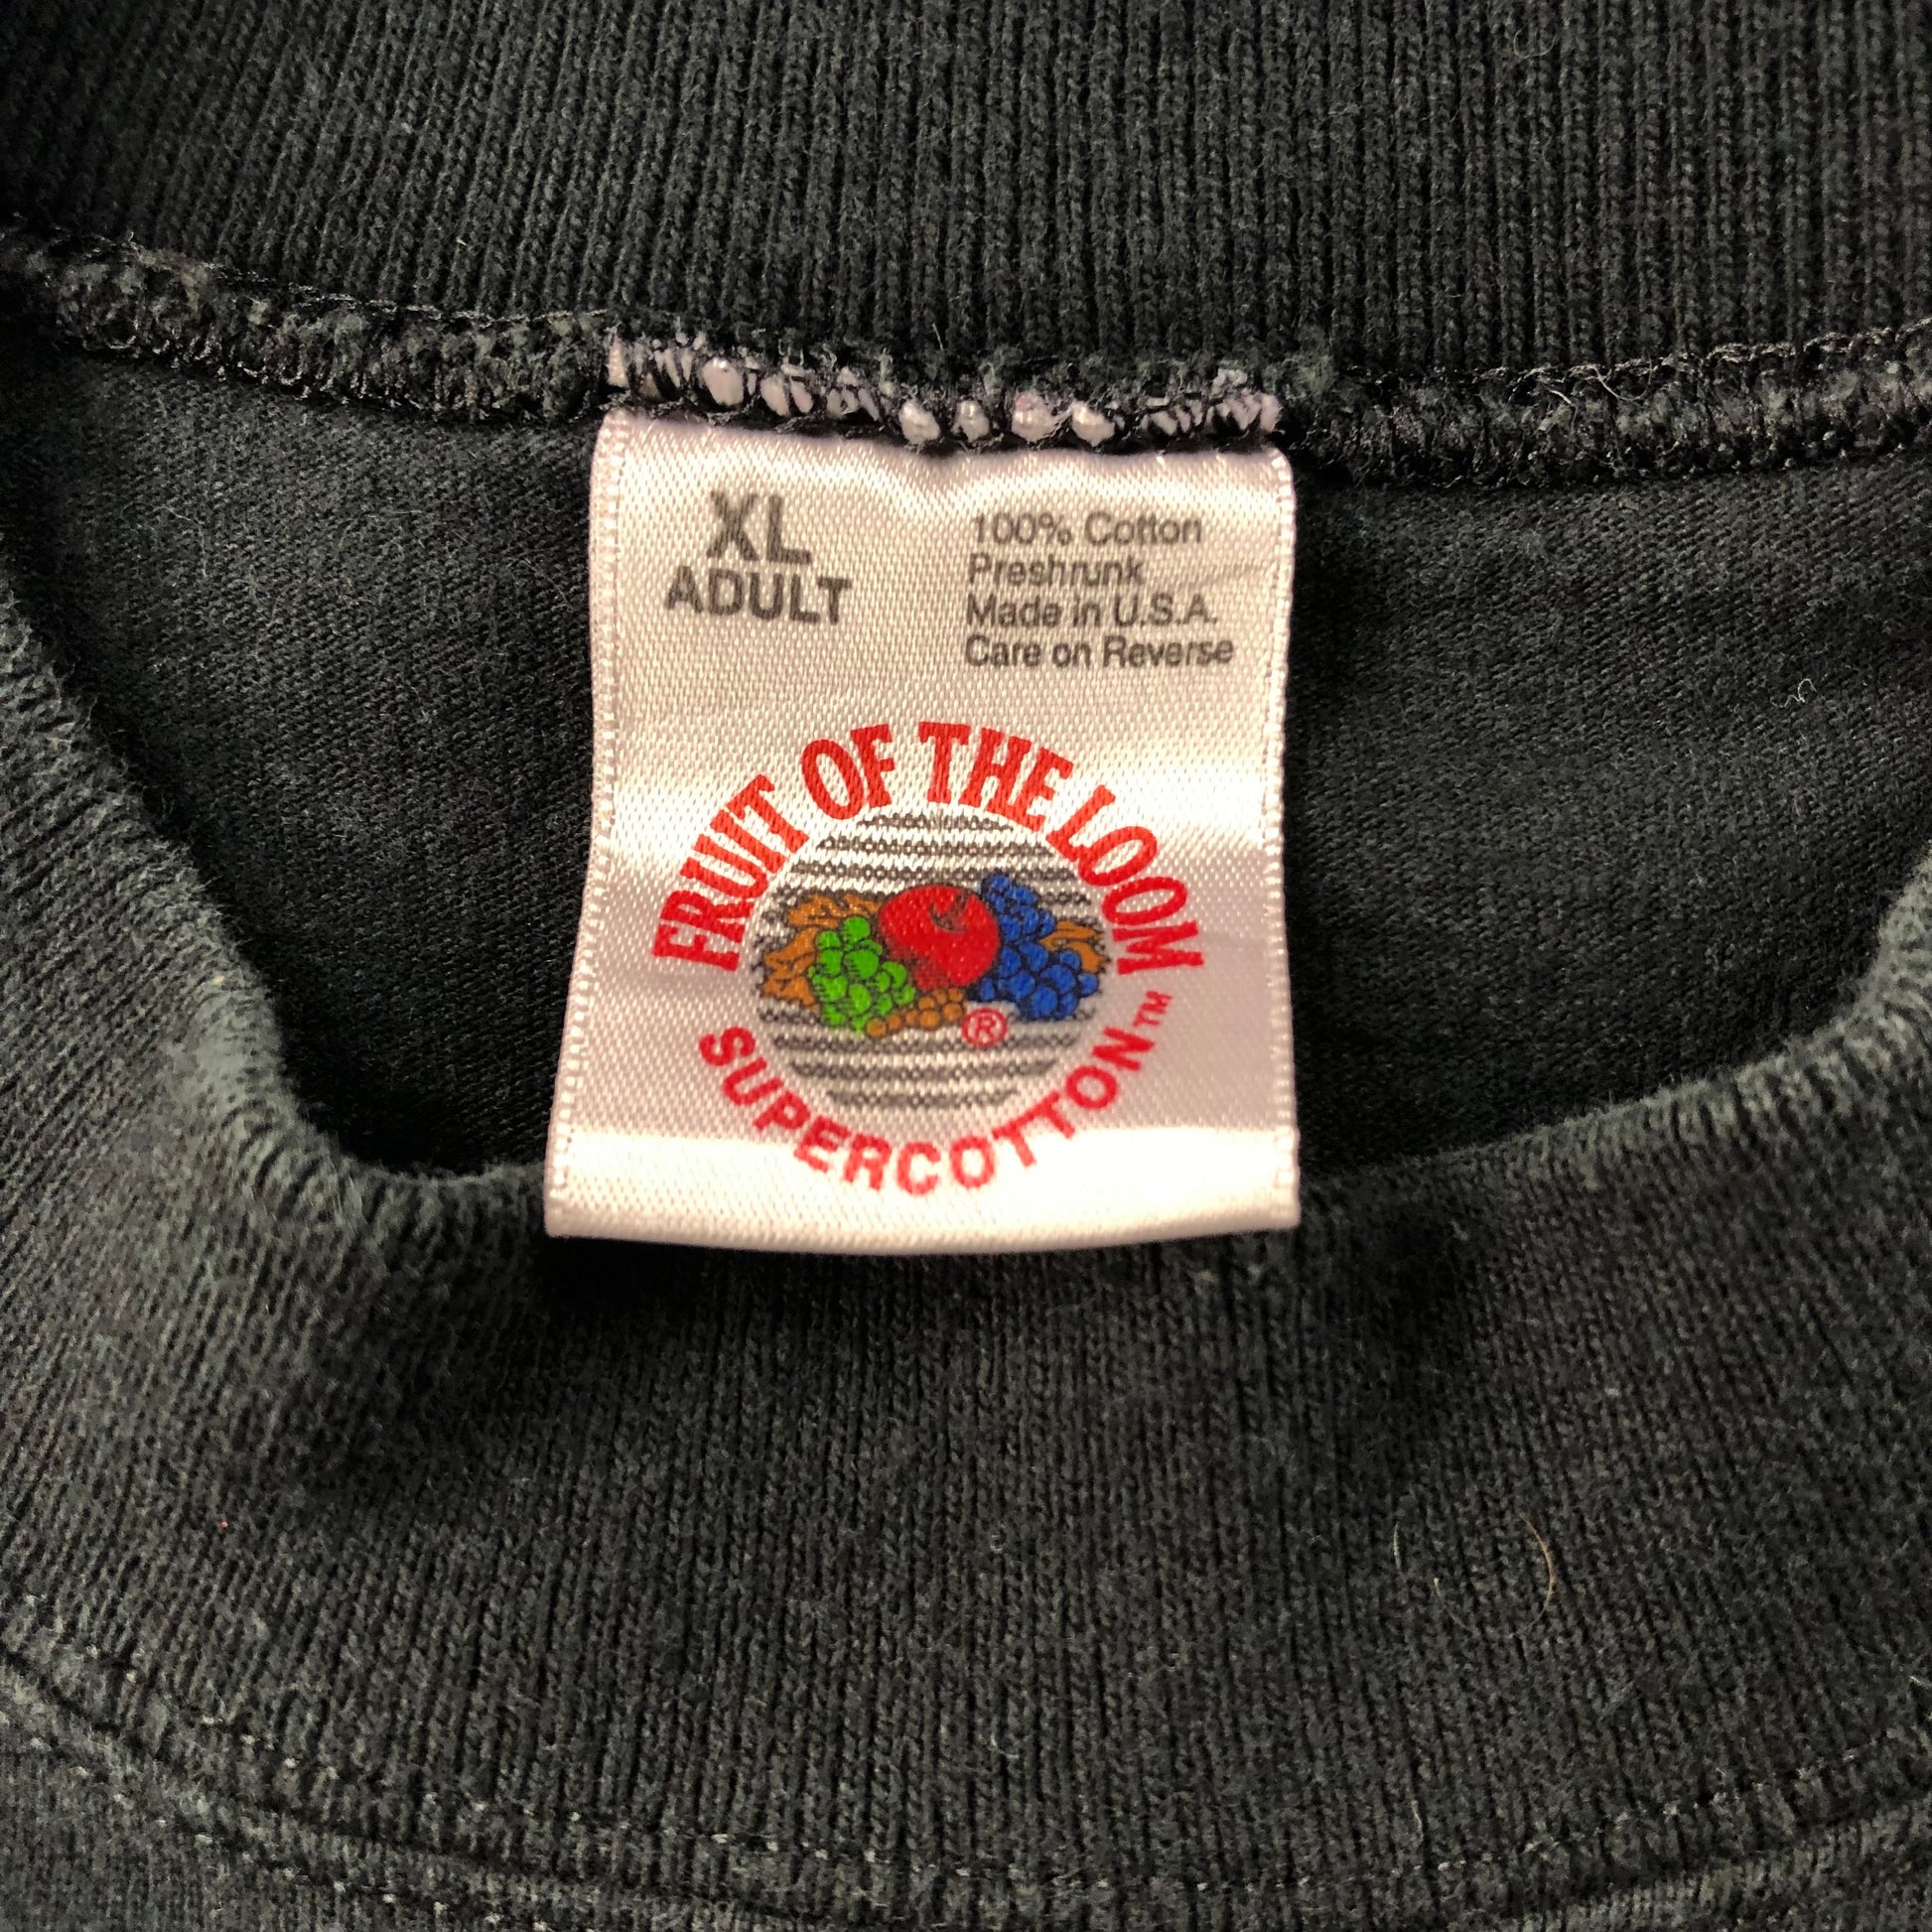 XL
ADULT
100% Cotton
Preshrunk
Made in U.S.A.
Care on Reverse
FRUIT OF THE LOOM
®
SUPERCOTTON™